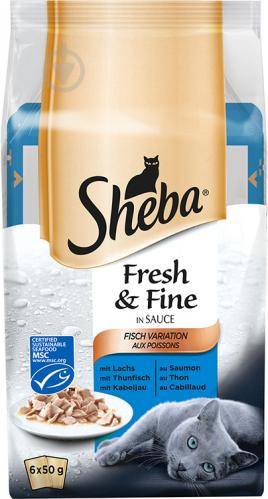 Sheba®
Fresh
& Fine
IN SAUCE
FISCH VARIATION
AUX POISSONS
mit Lachs
mit Thunfisch
mit Kabeljau
au Saumon
au Thon
au Cabillaud
CERTIFIED
SUSTAINABLE
SEAFOOD
MSC
www.msc.org
6x50g